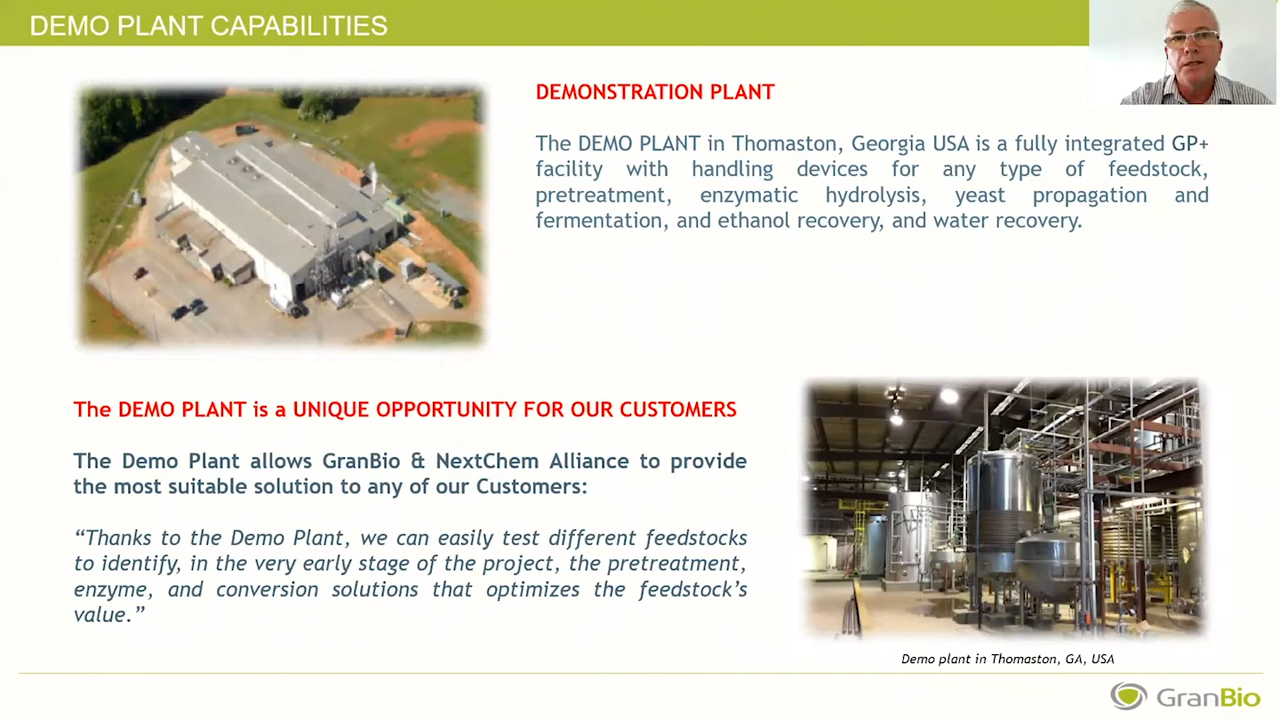 DEMO PLANT CAPABILITIES
DEMONSTRATION PLANT
The DEMO PLANT in Thomaston, Georgia USA is a fully integrated GP+
facility with handling devices for any type of feedstock,
pretreatment, enzymatic hydrolysis, yeast propagation and
fermentation, and ethanol recovery, and water recovery.
The DEMO PLANT is a UNIQUE OPPORTUNITY FOR OUR CUSTOMERS
The Demo Plant allows GranBio & NextChem Alliance to provide
the most suitable solution to any of our Customers:
“Thanks to the Demo Plant, we can easily test different feedstocks
to identify, in the very early stage of the project, the pretreatment,
enzyme, and conversion solutions that optimizes the feedstock’s
value.”
Demo plant in Thomaston, GA, USA
GranBio